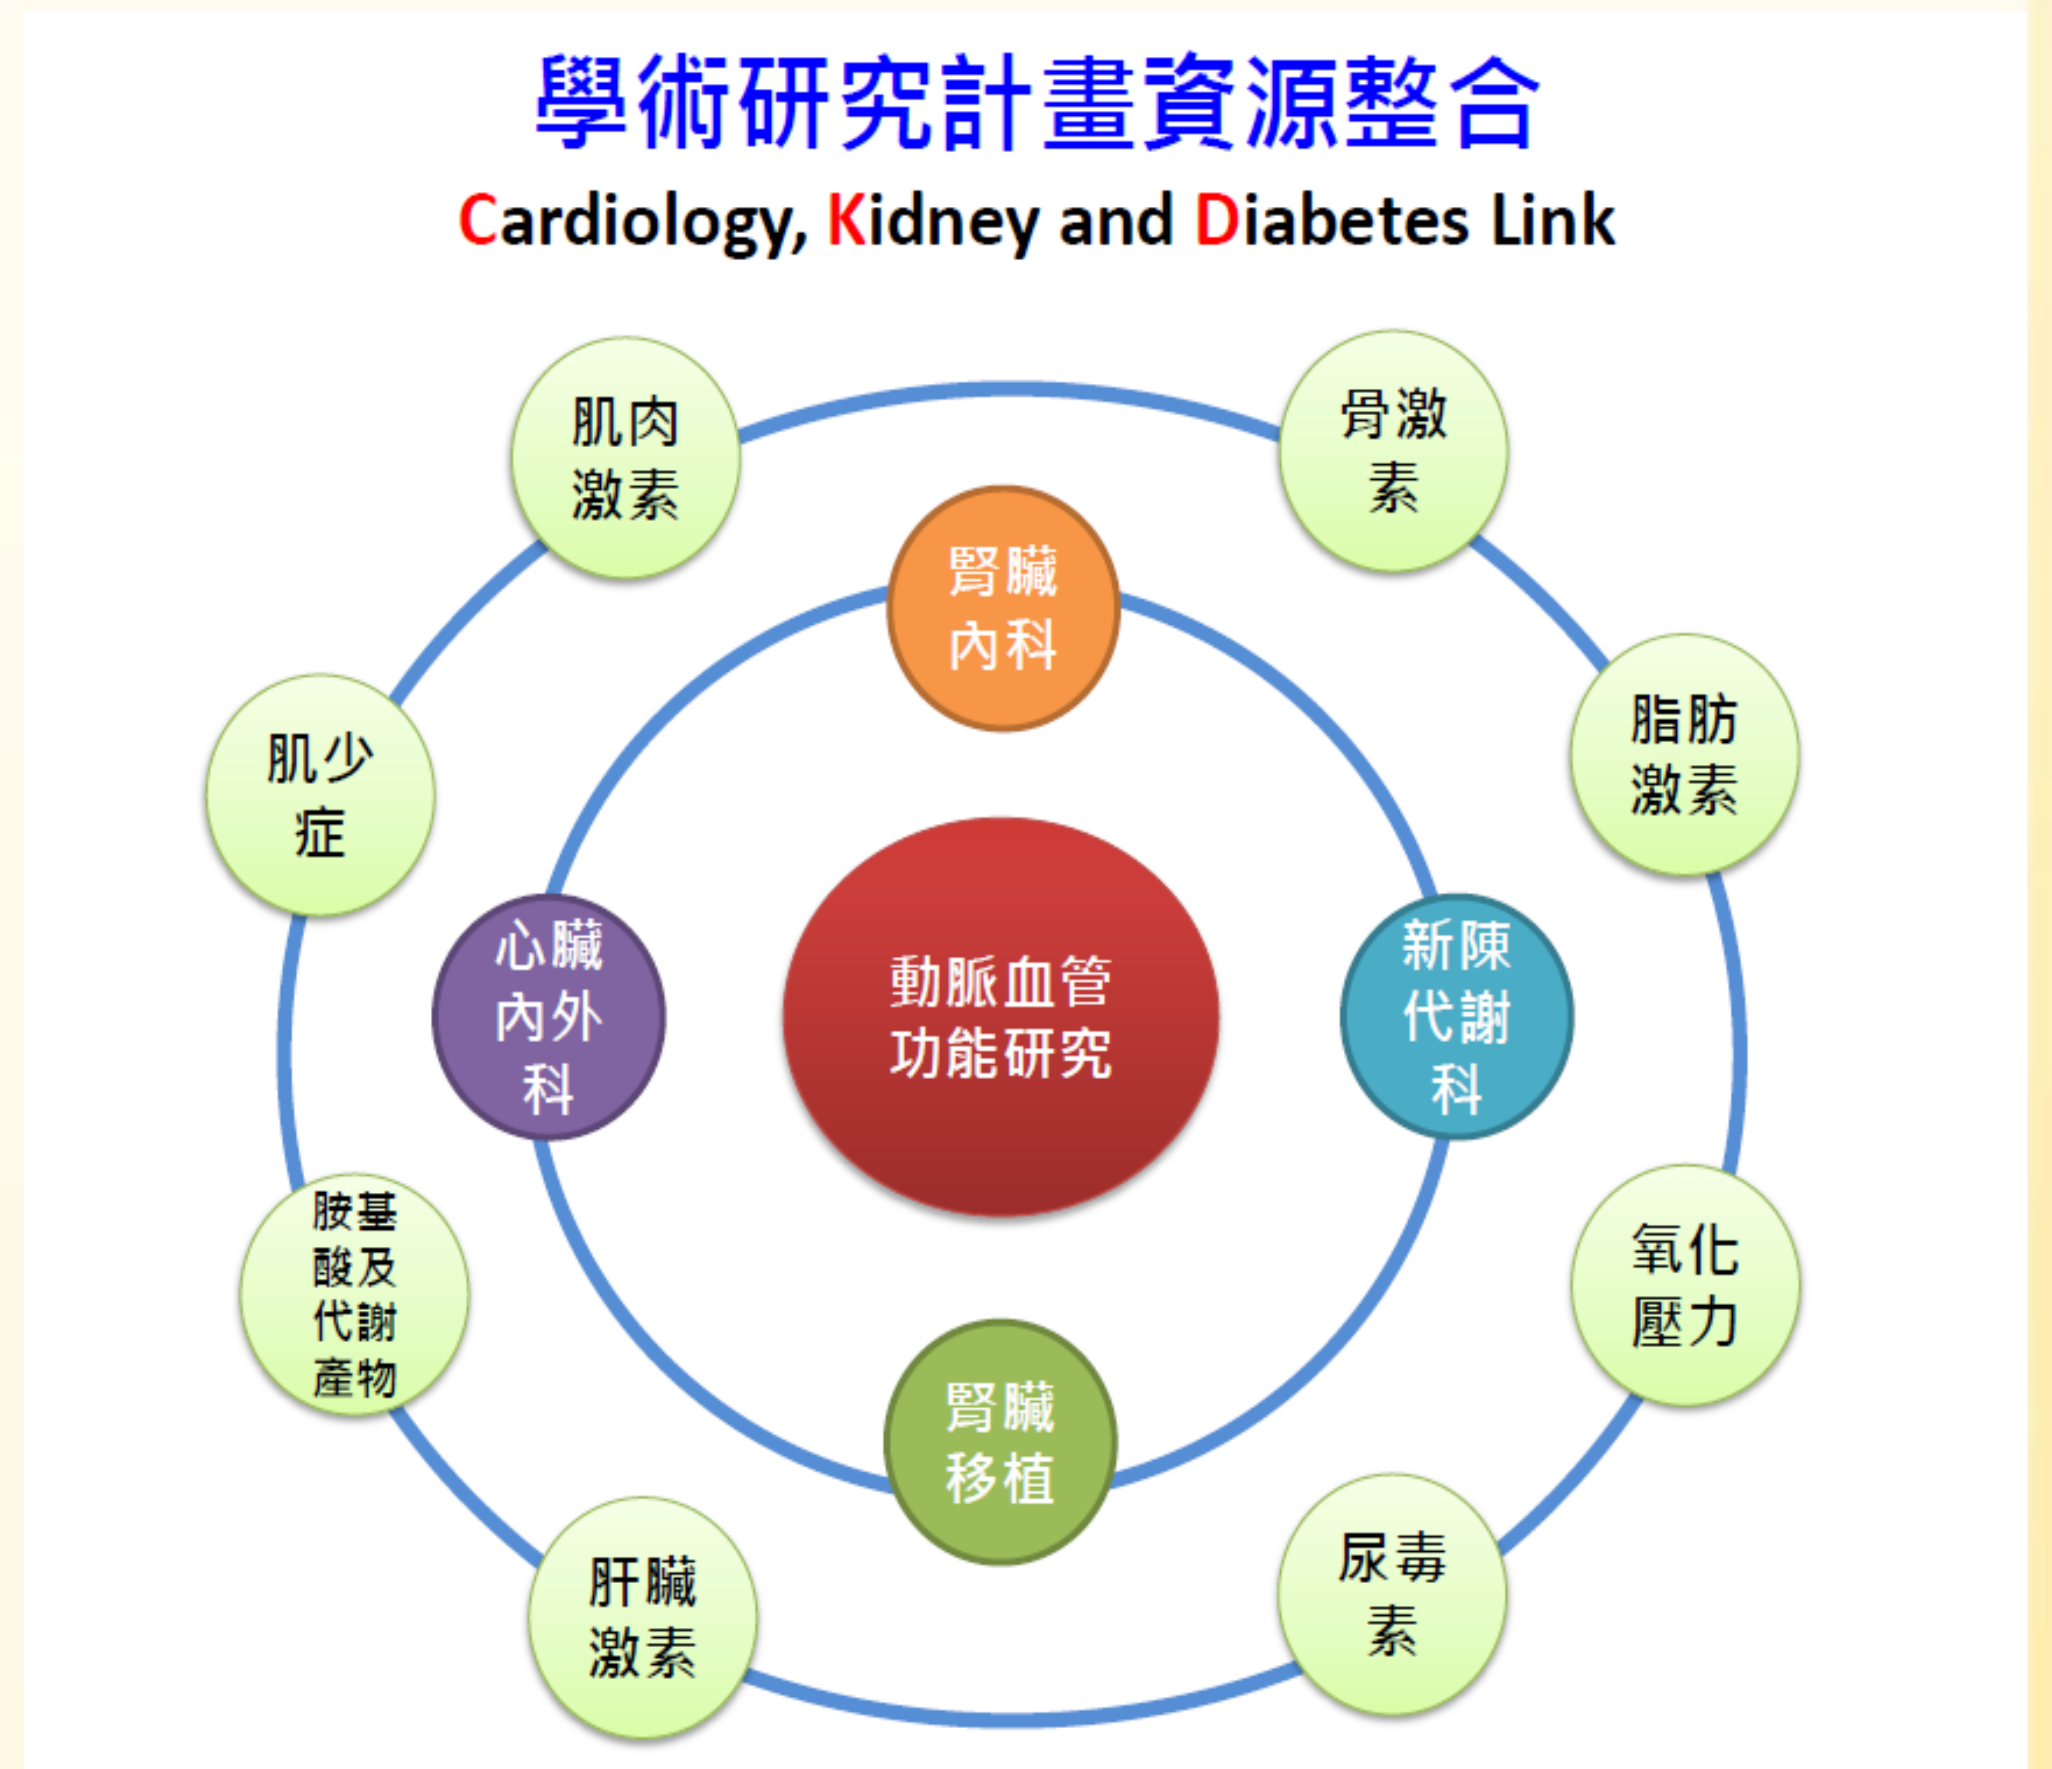 學術研究計畫資源整合
Cardiology, Kidney and Diabetes Link
肌肉
激素
骨激
素
腎臟
內科
脂肪
激素
肌少
症
心臟
內外
科
動脈血管
功能研究
新陳
代謝
科
胺基
酸及
代謝
產物
氧化
壓力
腎臟
移植
肝臟
激素
尿毒
素